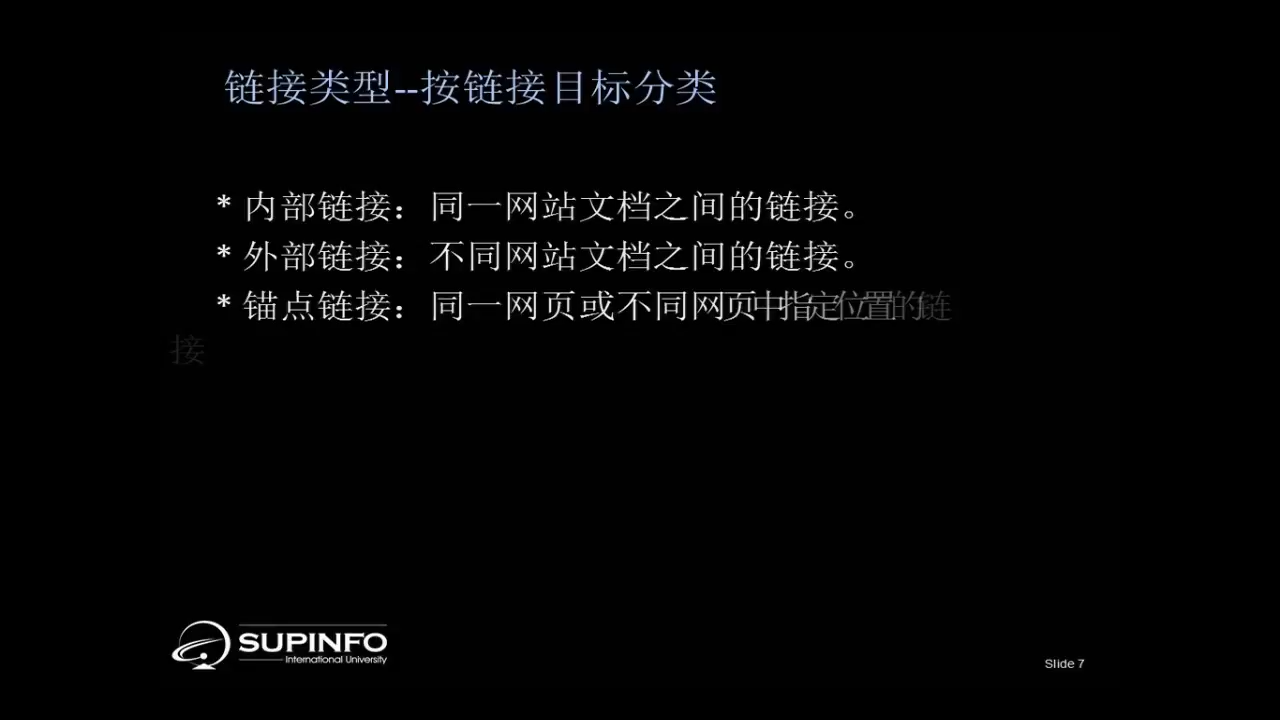 链接类型--按链接目标分类
* 内部链接：同一网站文档之间的链接。
* 外部链接：不同网站文档之间的链接。
* 锚点链接：同一网页或不同网页中指定位置的链
接
SUPINFO
International University
Slide 7